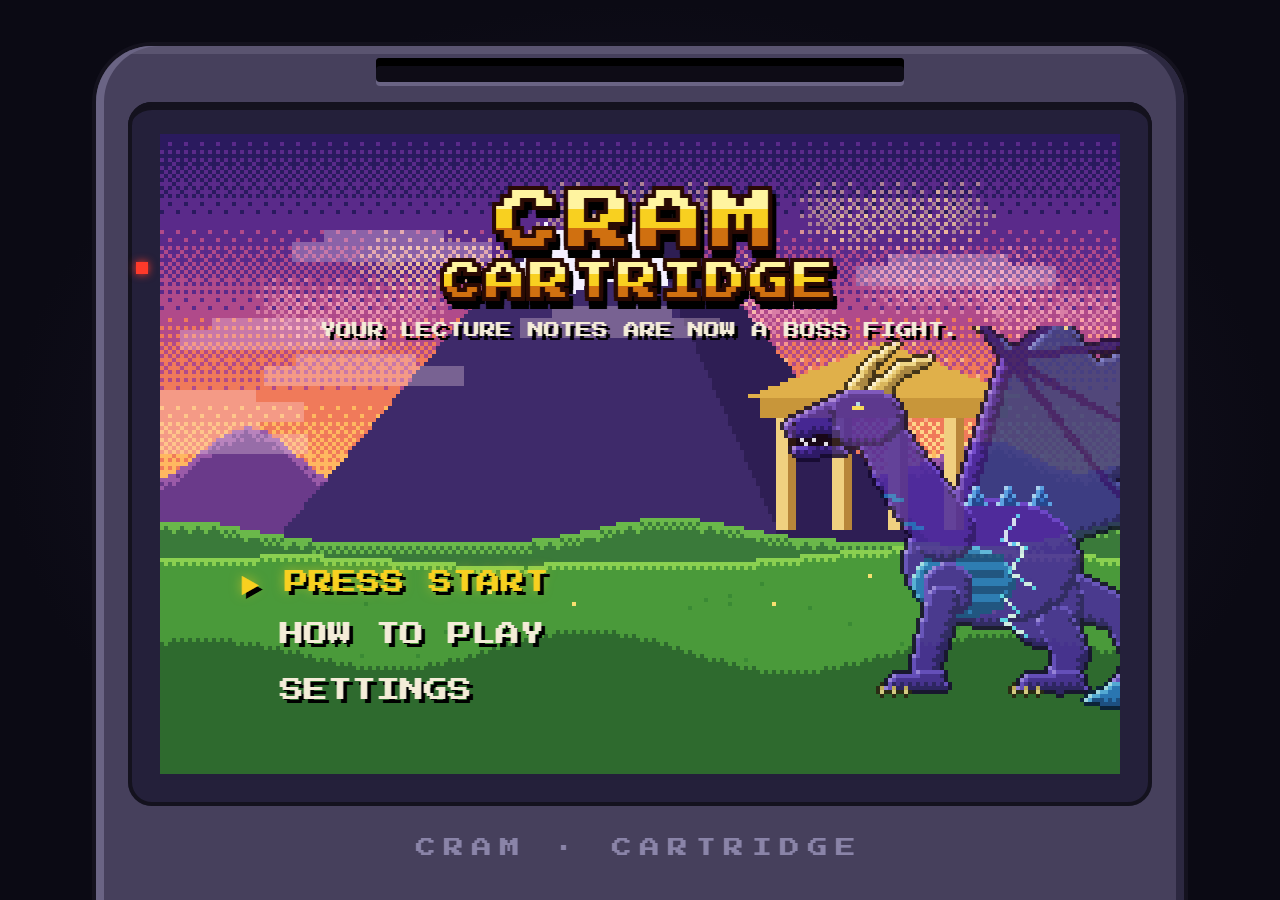 CRAM
CARTRIDGE
YOUR LECTURE NOTES ARE NOW A BOSS FIGHT.
▶ PRESS START
HOW TO PLAY
SETTINGS
CRAM · CARTRIDGE